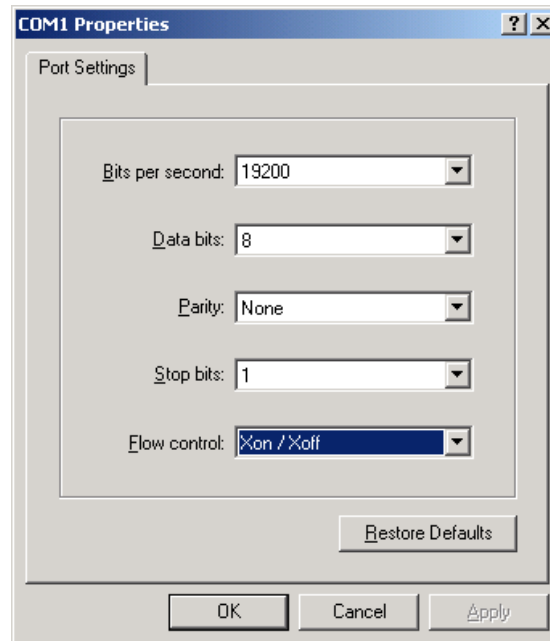 COM1 Properties
Port Settings
Bits per second: 19200
Data bits: 8
Parity: None
Stop bits: 1
Flow control: Xon / Xoff
Restore Defaults
OK Cancel Apply